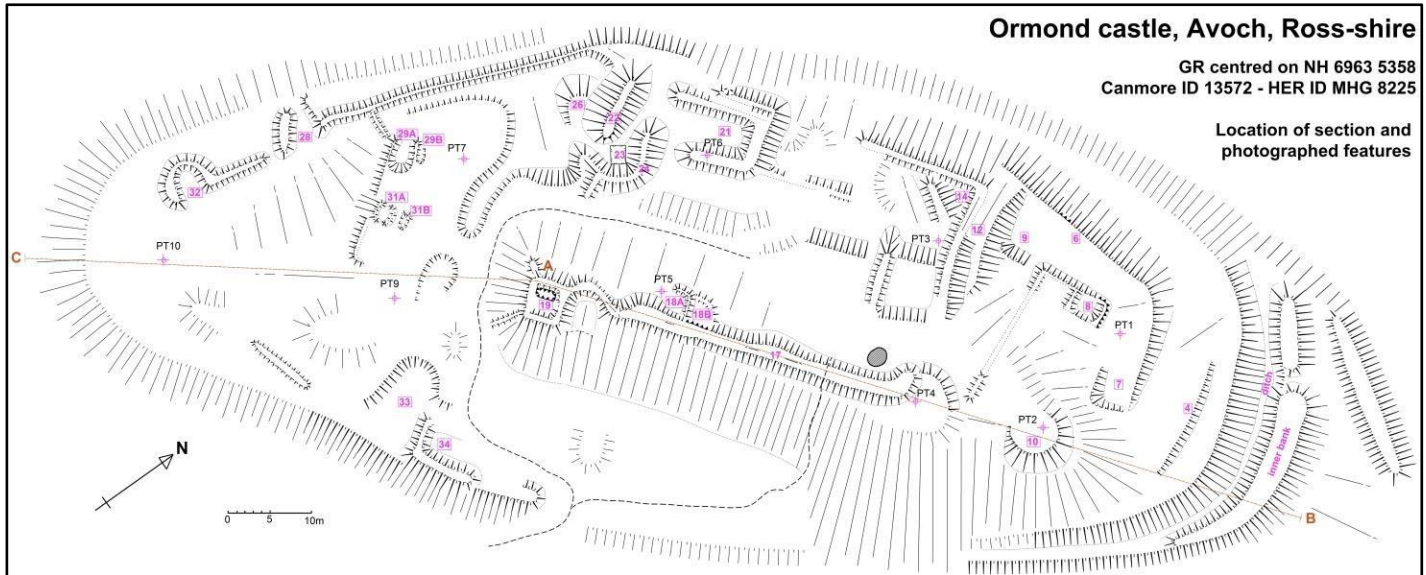 Ormond castle, Avoch, Ross-shire
GR centred on NH 6963 5358
Canmore ID 13572 - HER ID MHG 8225
Location of section and
photographed features
26
22
21
28
29A
29B
PT7
23
PT6
32
31A
31B
14
12
PT3
9
6
C
PT10
A
PT5
PT9
19
18A
18B
8
PT1
17
7
ditch
33
PT4
4
PT2
34
10
inner bank
N
0 5 10m
B